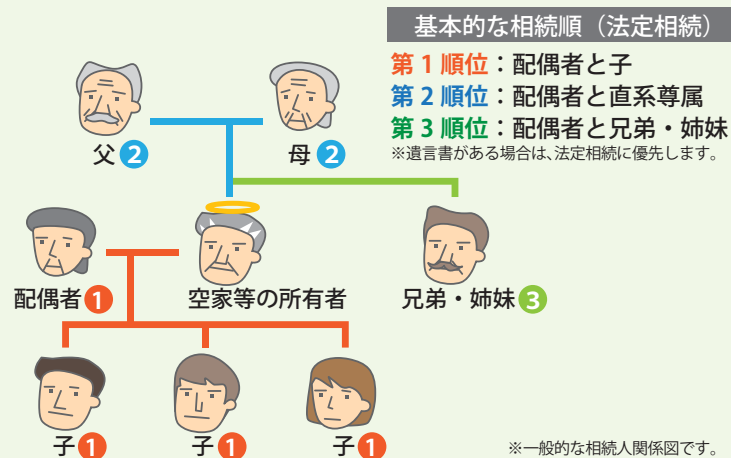 基本的な相続順（法定相続）
第1順位：配偶者と子
第2順位：配偶者と直系尊属
第3順位：配偶者と兄弟・姉妹
※遺言書がある場合は、法定相続に優先します。
父2
母2
配偶者1
空家等の所有者
兄弟・姉妹3
子1
子1
子1
※一般的な相続人関係図です。